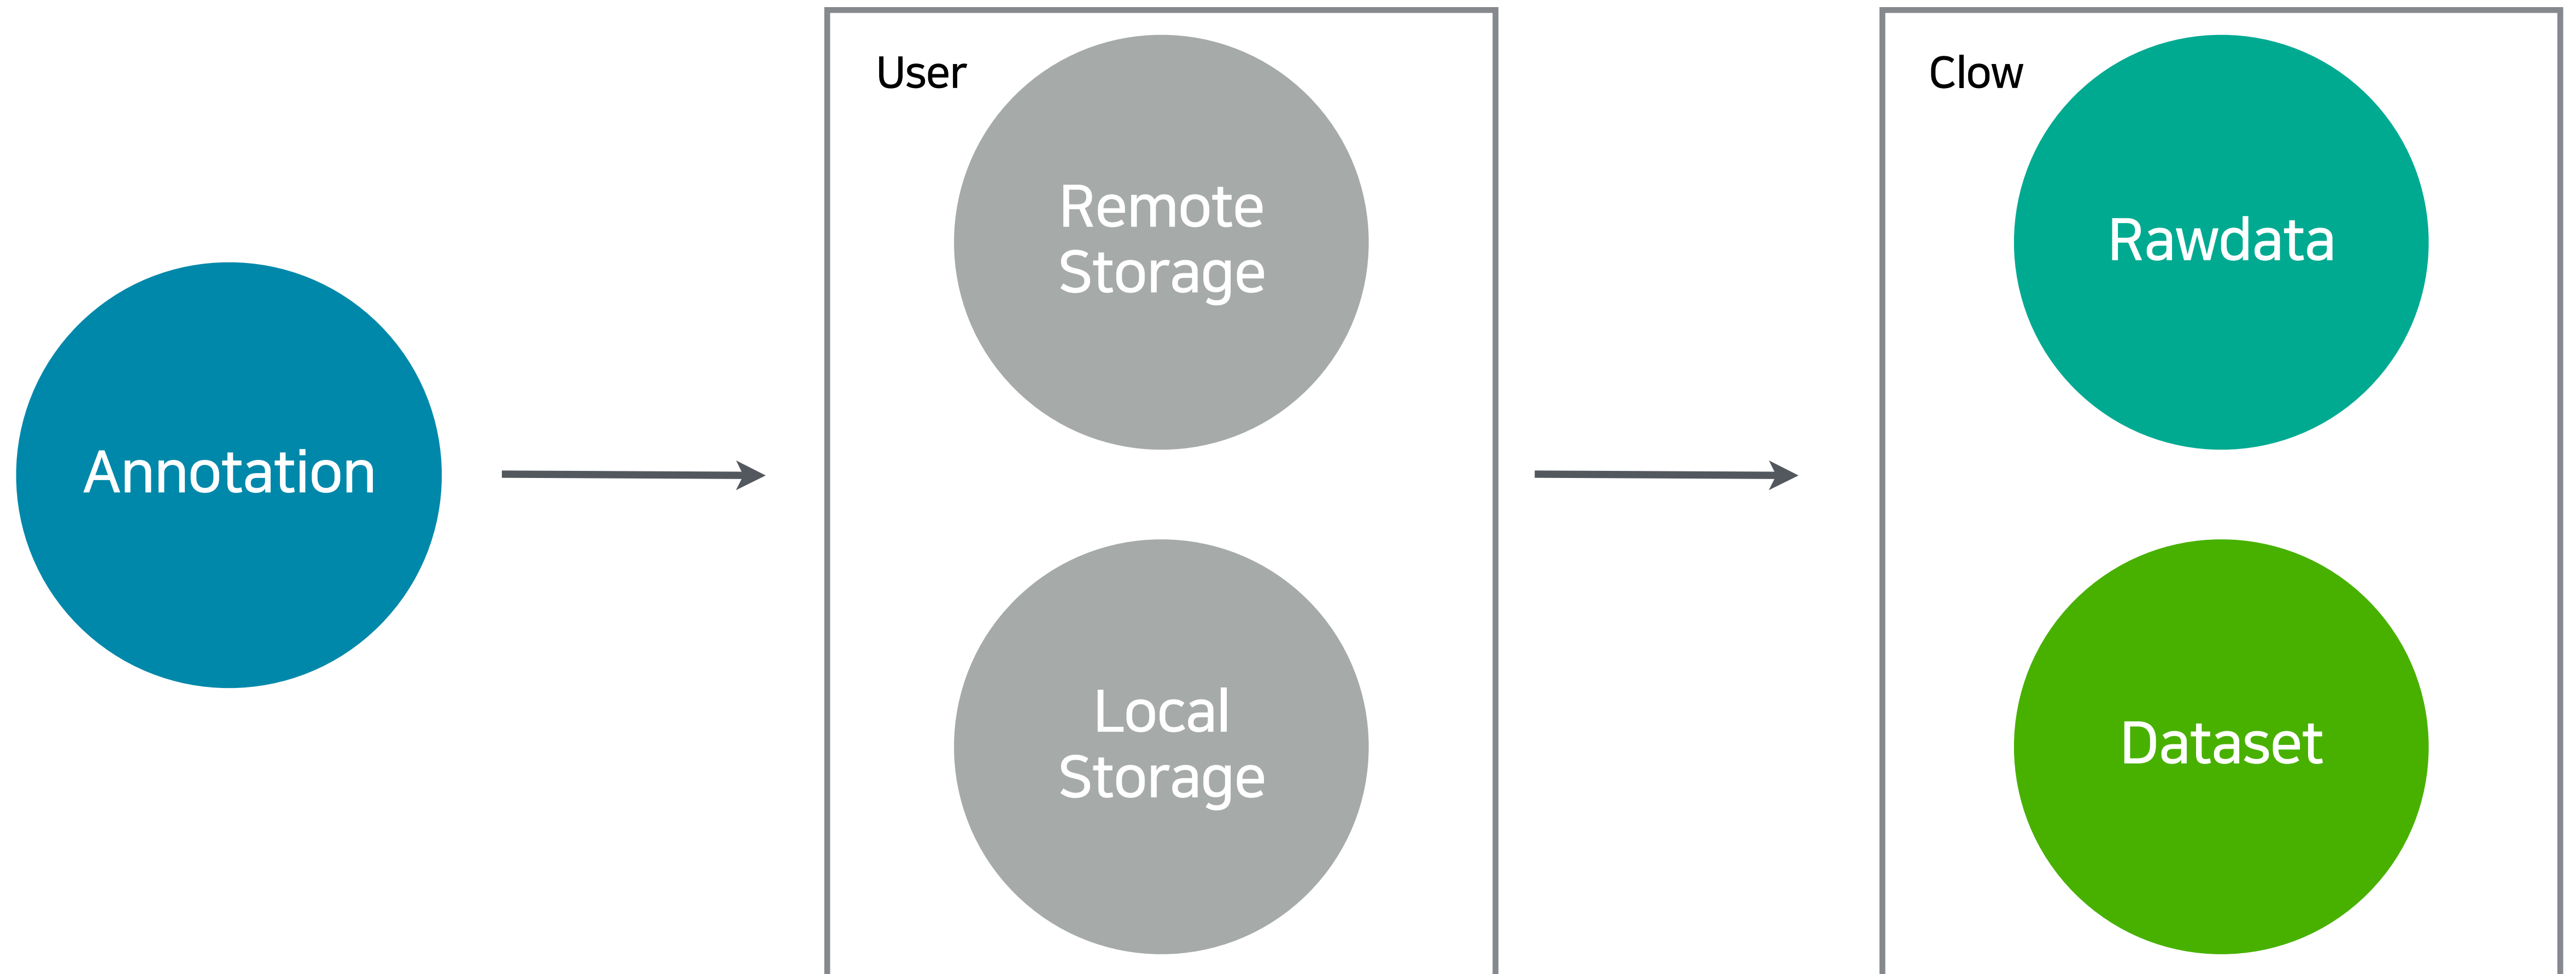 Annotation
User
Remote
Storage
Local
Storage
Clow
Rawdata
Dataset